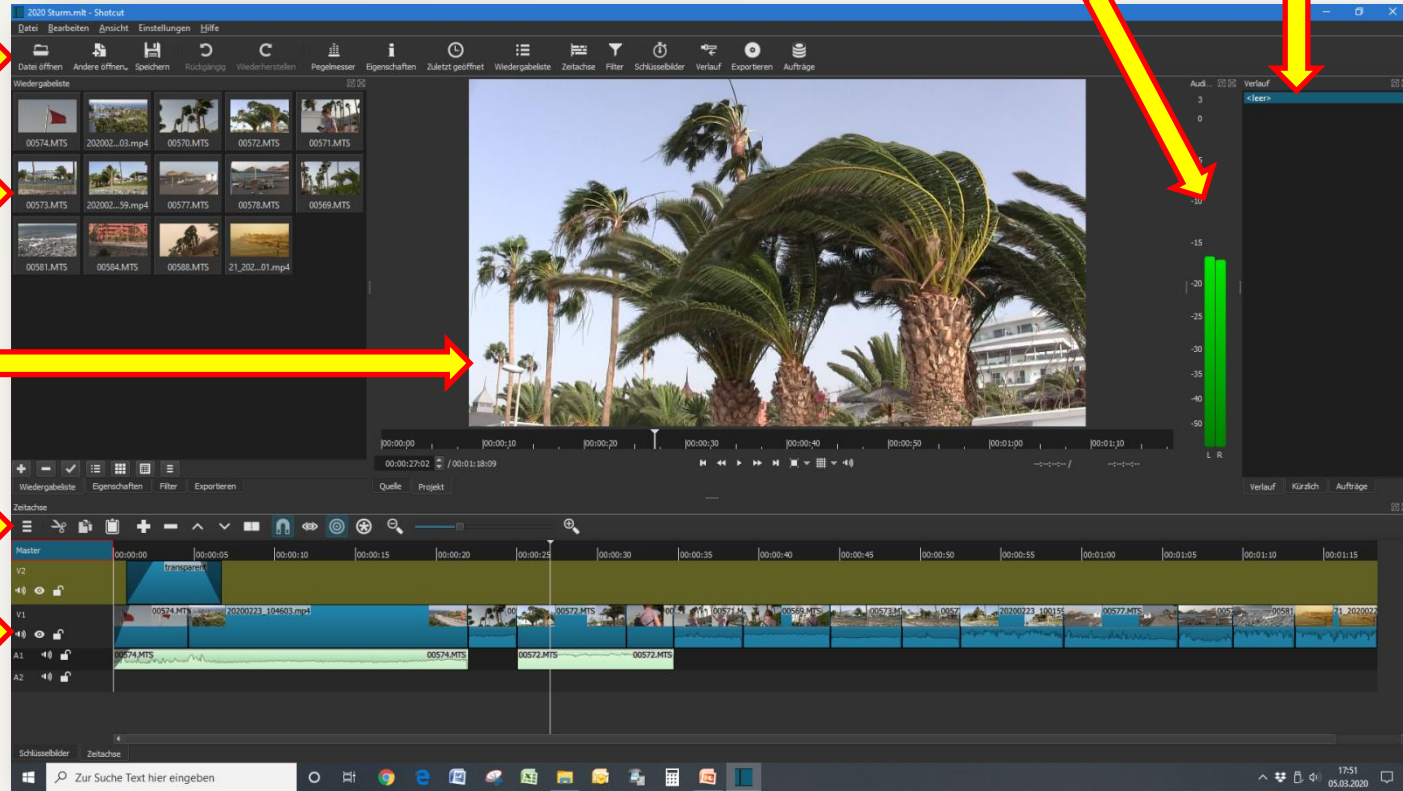 2020 Sturm.mlt - Shotcut
Datei Bearbeiten Ansicht Einstellungen Hilfe
Datei öffnen Andere öffnen.. Speichern Rückgängig Wiederherstellen Pegelmesser Eigenschaften Zuletzt geöffnet Wiedergabeliste Zeitachse Filter Schlüsselbilder Verlauf Exportieren Aufträge
Wiedergabeliste
00574.MTS 202002...03.mp4 00570.MTS 00572.MTS 00571.MTS
00573.MTS 202002...59.mp4 00577.MTS 00578.MTS 00569.MTS
00581.MTS 00584.MTS 00588.MTS 21_202...01.mp4
Audi...
3
0
-10
-15
-20
-25
-30
-35
-40
-50
L R
Verlauf
<leer>
00:00:00 00:00:10 00:00:20 00:00:30 00:00:40 00:00:50 00:01:00 00:01:10
00:00:27:02 / 00:01:18:09 --:--:--:-- / --:--:--:--
Wiedergabeliste Eigenschaften Filter Exportieren
Quelle Projekt
Verlauf Kürzlich Aufträge
Zeitachse
Master 00:00:00 00:00:05 00:00:10 00:00:15 00:00:20 00:00:25 00:00:30 00:00:35 00:00:40 00:00:45 00:00:50 00:00:55 00:01:00 00:01:05 00:01:10 00:01:15
V2 transparent
V1 00574.MTS 20200223_104603.mp4 00572.MTS 00571.M 00569.MTS 00573.M 0057 20200223_10015 00577.MTS 0057 00581 21_202002
A1 00574.MTS 00574.MTS 00572.MTS 00572.MTS
A2
Schlüsselbilder Zeitachse
Zur Suche Text hier eingeben
17:51
05.03.2020